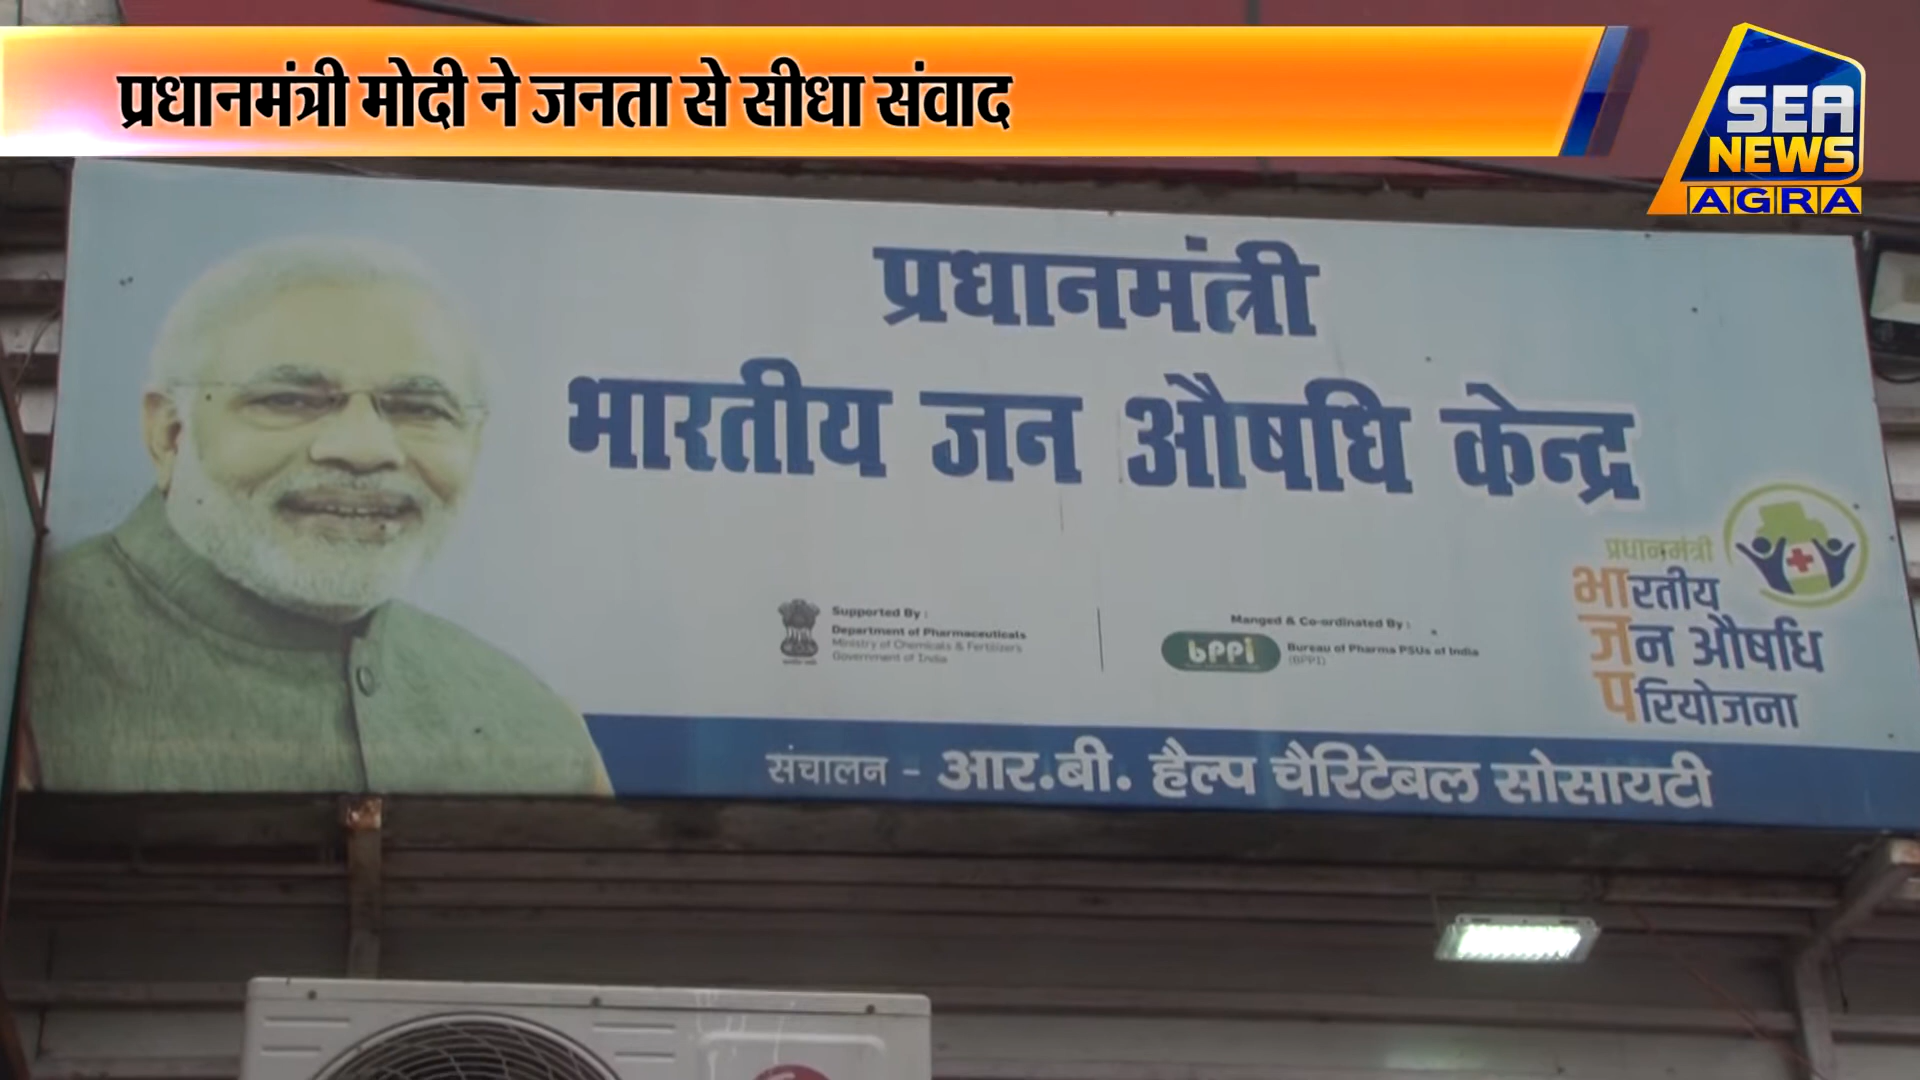 प्रधानमंत्री मोदी ने जनता से सीधा संवाद
SEA
NEWS
AGRA
प्रधानमंत्री
भारतीय जन औषधि केन्द्र
Supported By :
Department of Pharmaceuticals
Ministry of Chemicals & Fertilizers
Government of India
Manged & Co-ordinated By :
bppi
Bureau of Pharma PSUs of India
(BPPI)
प्रधानमंत्री
भारतीय
जन औषधि
परियोजना
संचालन - आर.बी. हैल्प चैरिटेबल सोसायटी